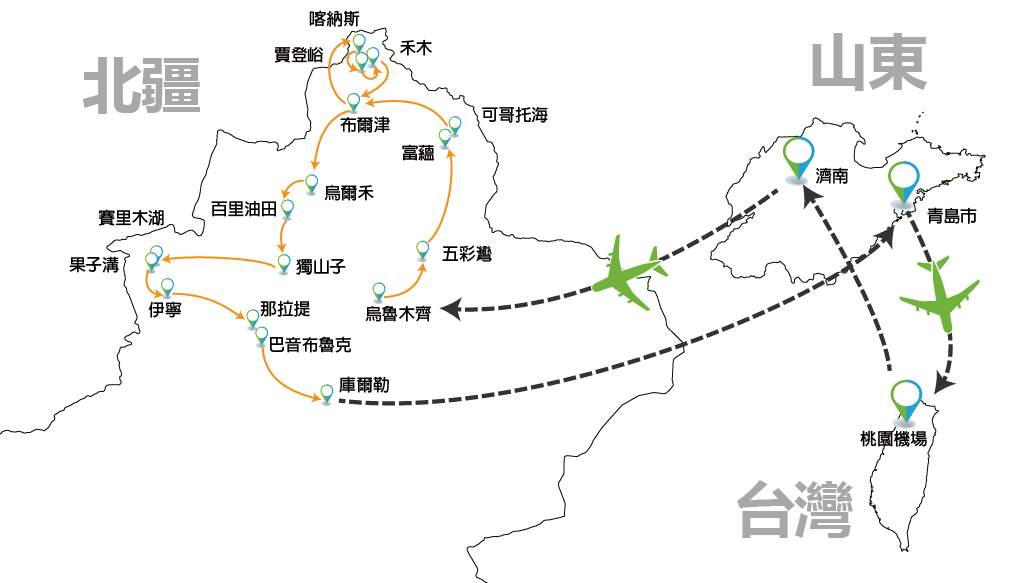 喀納斯
賈登峪
禾木
北疆
山東
布爾津
可哥托海
富蘊
濟南
烏爾禾
百里油田
青島市
賽里木湖
果子溝
獨山子
五彩灣
伊寧
那拉提
烏魯木齊
巴音布魯克
庫爾勒
桃園機場
台灣